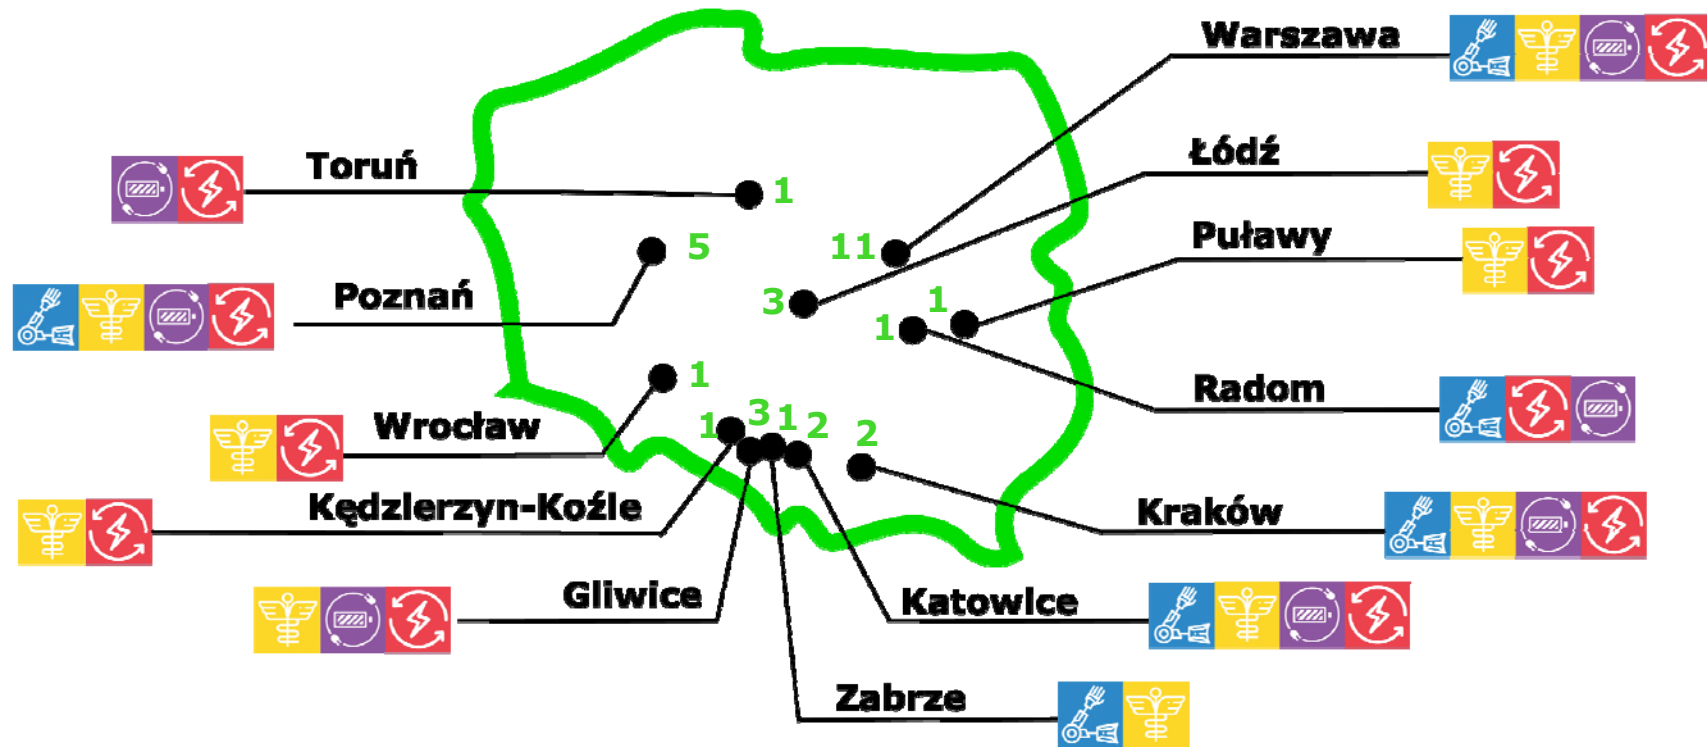 Warszawa
Łódź
Toruń
1
Puławy
5
11
Poznań
3
1
1
Radom
1
Wrocław
1
3
1
2
2
Kędzlerzyn-Koźle
Kraków
Gliwice
Katowlce
Zabrze